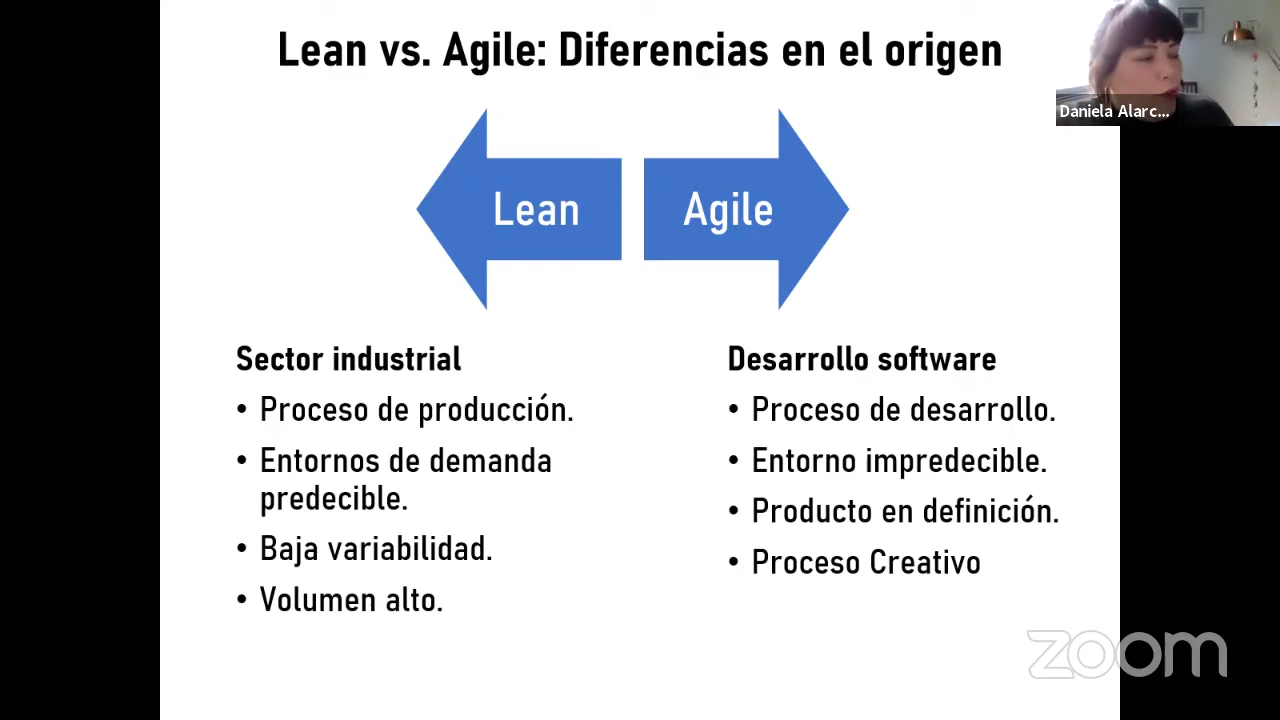 Lean vs. Agile: Diferencias en el origen
Daniela Alarc...
Lean
Agile
Sector industrial
• Proceso de producción.
• Entornos de demanda
predecible.
• Baja variabilidad.
• Volumen alto.
Desarrollo software
• Proceso de desarrollo.
• Entorno impredecible.
• Producto en definición.
• Proceso Creativo
zoom